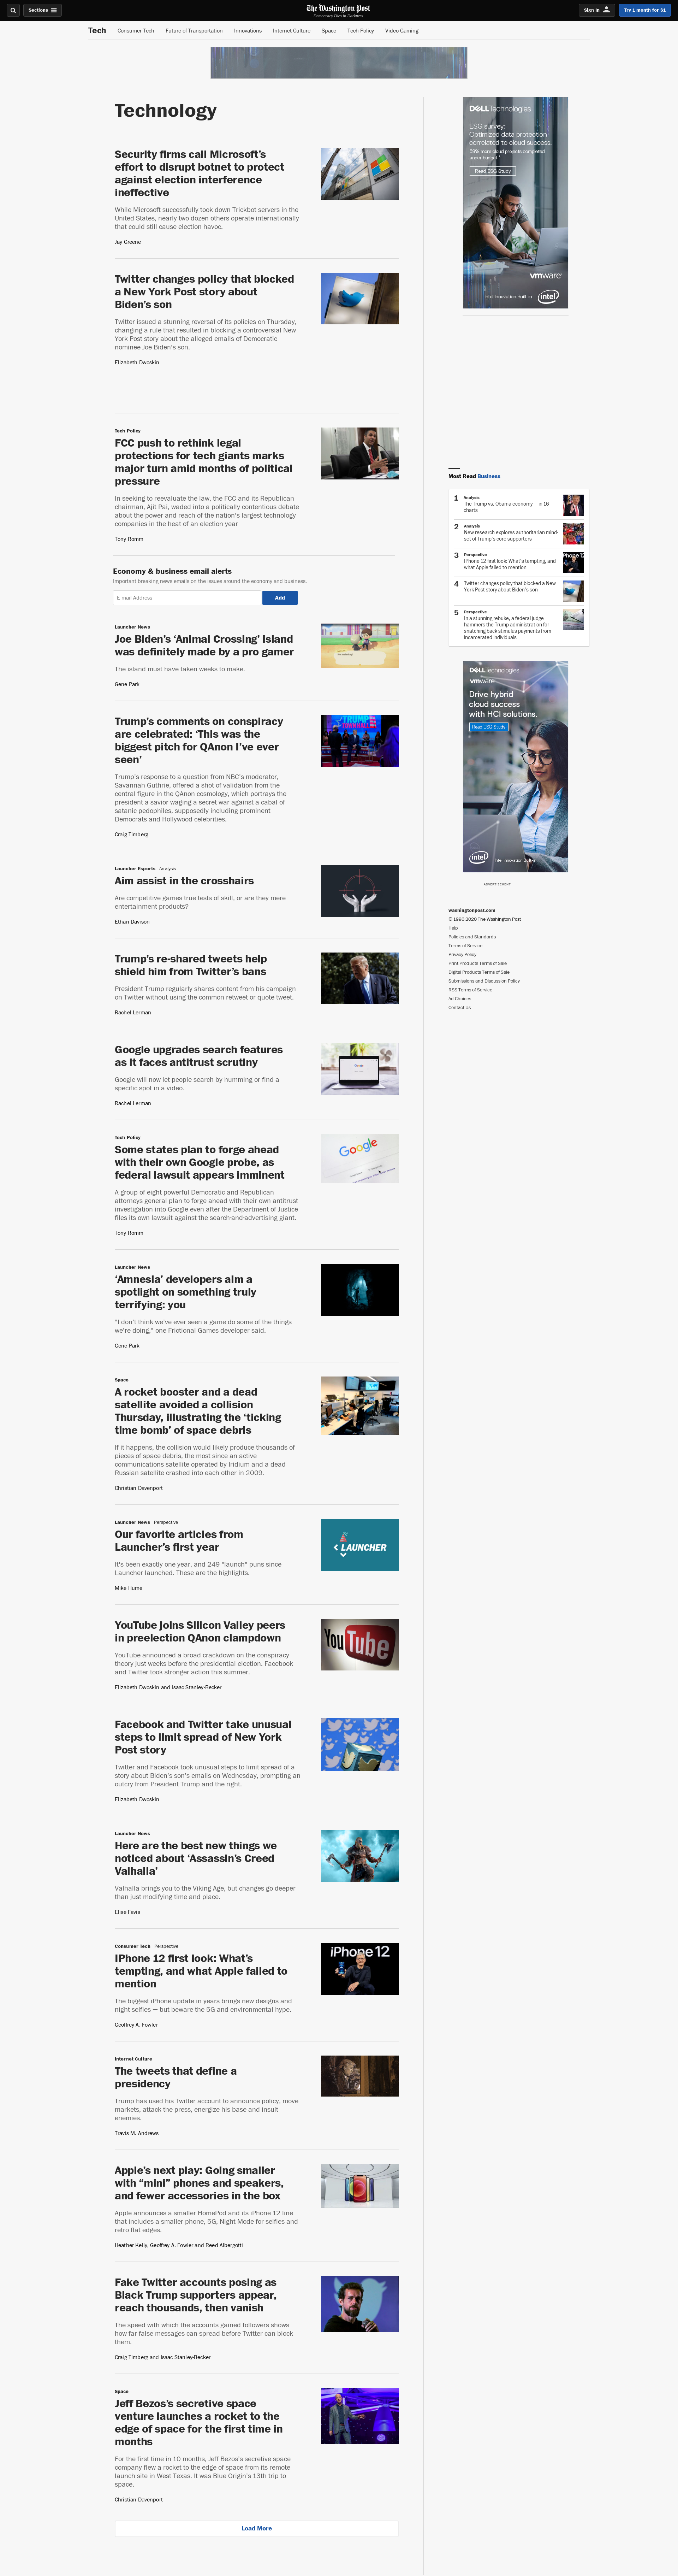 Sections
The Washington Post
Democracy Dies in Darkness
Sign In
Try 1 month for $1
Tech
Consumer Tech
Future of Transportation
Innovations
Internet Culture
Space
Tech Policy
Video Gaming
Technology
Security firms call Microsoft's
effort to disrupt botnet to protect
against election interference
ineffective
While Microsoft successfully took down Trickbot servers in the
United States, nearly two dozen others operate internationally
that could still cause election havoc.
Jay Greene
Twitter changes policy that blocked
a New York Post story about
Biden's son
Twitter issued a stunning reversal of its policies on Thursday,
changing a rule that resulted in blocking a controversial New
York Post story about the alleged emails of Democratic
nominee Joe Biden's son.
Elizabeth Dwoskin
Tech Policy
FCC push to rethink legal
protections for tech giants marks
major turn amid months of political
pressure
In seeking to reevaluate the law, the FCC and its Republican
chairman, Ajit Pai, waded into a politically contentious debate
about the power and reach of the nation's largest technology
companies in the heat of an election year
Tony Romm
Economy & business email alerts
Important breaking news emails on the issues around the economy and business.
E-mail Address
Add
Launcher News
Joe Biden's 'Animal Crossing' island
was definitely made by a pro gamer
The island must have taken weeks to make.
Gene Park
Trump's comments on conspiracy
are celebrated: 'This was the
biggest pitch for QAnon I've ever
seen'
Trump's response to a question from NBC's moderator,
Savannah Guthrie, offered a shot of validation from the
central figure in the QAnon cosmology, which portrays the
president a savior waging a secret war against a cabal of
satanic pedophiles, supposedly including prominent
Democrats and Hollywood celebrities.
Craig Timberg
Launcher Esports Analysis
Aim assist in the crosshairs
Are competitive games true tests of skill, or are they mere
entertainment products?
Ethan Davison
Trump's re-shared tweets help
shield him from Twitter's bans
President Trump regularly shares content from his campaign
on Twitter without using the common retweet or quote tweet.
Rachel Lerman
Google upgrades search features
as it faces antitrust scrutiny
Google will now let people search by humming or find a
specific spot in a video.
Rachel Lerman
Tech Policy
Some states plan to forge ahead
with their own Google probe, as
federal lawsuit appears imminent
A group of eight powerful Democratic and Republican
attorneys general plan to forge ahead with their own antitrust
investigation into Google even after the Department of Justice
files its own lawsuit against the search-and-advertising giant.
Tony Romm
Launcher News
'Amnesia' developers aim a
spotlight on something truly
terrifying: you
"I don't think we've ever seen a game do some of the things
we're doing," one Frictional Games developer said.
Gene Park
Space
A rocket booster and a dead
satellite avoided a collision
Thursday, illustrating the 'ticking
time bomb' of space debris
If it happens, the collision would likely produce thousands of
pieces of space debris, the most since an active
communications satellite operated by Iridium and a dead
Russian satellite crashed into each other in 2009.
Christian Davenport
Launcher News Perspective
Our favorite articles from
Launcher's first year
It's been exactly one year, and 249 "launch" puns since
Launcher launched. These are the highlights.
Mike Hume
LAUNCHER
YouTube joins Silicon Valley peers
in preelection QAnon clampdown
YouTube announced a broad crackdown on the conspiracy
theory just weeks before the presidential election. Facebook
and Twitter took stronger action this summer.
Elizabeth Dwoskin and Isaac Stanley-Becker
YouTube
Facebook and Twitter take unusual
steps to limit spread of New York
Post story
Twitter and Facebook took unusual steps to limit spread of a
story about Biden's son's emails on Wednesday, prompting an
outcry from President Trump and the right.
Elizabeth Dwoskin
Launcher News
Here are the best new things we
noticed about 'Assassin's Creed
Valhalla'
Valhalla brings you to the Viking Age, but changes go deeper
than just modifying time and place.
Elise Favis
Consumer Tech Perspective
IPhone 12 first look: What's
tempting, and what Apple failed to
mention
The biggest iPhone update in years brings new designs and
night selfies — but beware the 5G and environmental hype.
Geoffrey A. Fowler
iPhone 12
Internet Culture
The tweets that define a
presidency
Trump has used his Twitter account to announce policy, move
markets, attack the press, energize his base and insult
enemies.
Travis M. Andrews
Apple's next play: Going smaller
with "mini" phones and speakers,
and fewer accessories in the box
Apple announces a smaller HomePod and its iPhone 12 line
that includes a smaller phone, 5G, Night Mode for selfies and
retro flat edges.
Heather Kelly, Geoffrey A. Fowler and Reed Albergotti
Fake Twitter accounts posing as
Black Trump supporters appear,
reach thousands, then vanish
The speed with which the accounts gained followers shows
how far false messages can spread before Twitter can block
them.
Craig Timberg and Isaac Stanley-Becker
Space
Jeff Bezos's secretive space
venture launches a rocket to the
edge of space for the first time in
months
For the first time in 10 months, Jeff Bezos's secretive space
company flew a rocket to the edge of space from its remote
launch site in West Texas. It was Blue Origin's 13th trip to
space.
Christian Davenport
Load More
DELL Technologies
ESG survey:
Optimized data protection
correlated to cloud success.
59% more cloud projects completed
under budget.*
Read ESG Study
vmware
Intel Innovation Built-in
intel
Most Read Business
1
Analysis
The Trump vs. Obama economy — in 16
charts
2
Analysis
New research explores authoritarian mind-
set of Trump's core supporters
3
Perspective
IPhone 12 first look: What's tempting, and
what Apple failed to mention
4
Twitter changes policy that blocked a New
York Post story about Biden's son
5
Perspective
In a stunning rebuke, a federal judge
hammers the Trump administration for
snatching back stimulus payments from
incarcerated individuals
DELL Technologies
vmware
Drive hybrid
cloud success
with HCI solutions.
Read ESG Study
intel
Intel Innovation Built-in
ADVERTISEMENT
washingtonpost.com
© 1996-2020 The Washington Post
Help
Policies and Standards
Terms of Service
Privacy Policy
Print Products Terms of Sale
Digital Products Terms of Sale
Submissions and Discussion Policy
RSS Terms of Service
Ad Choices
Contact Us